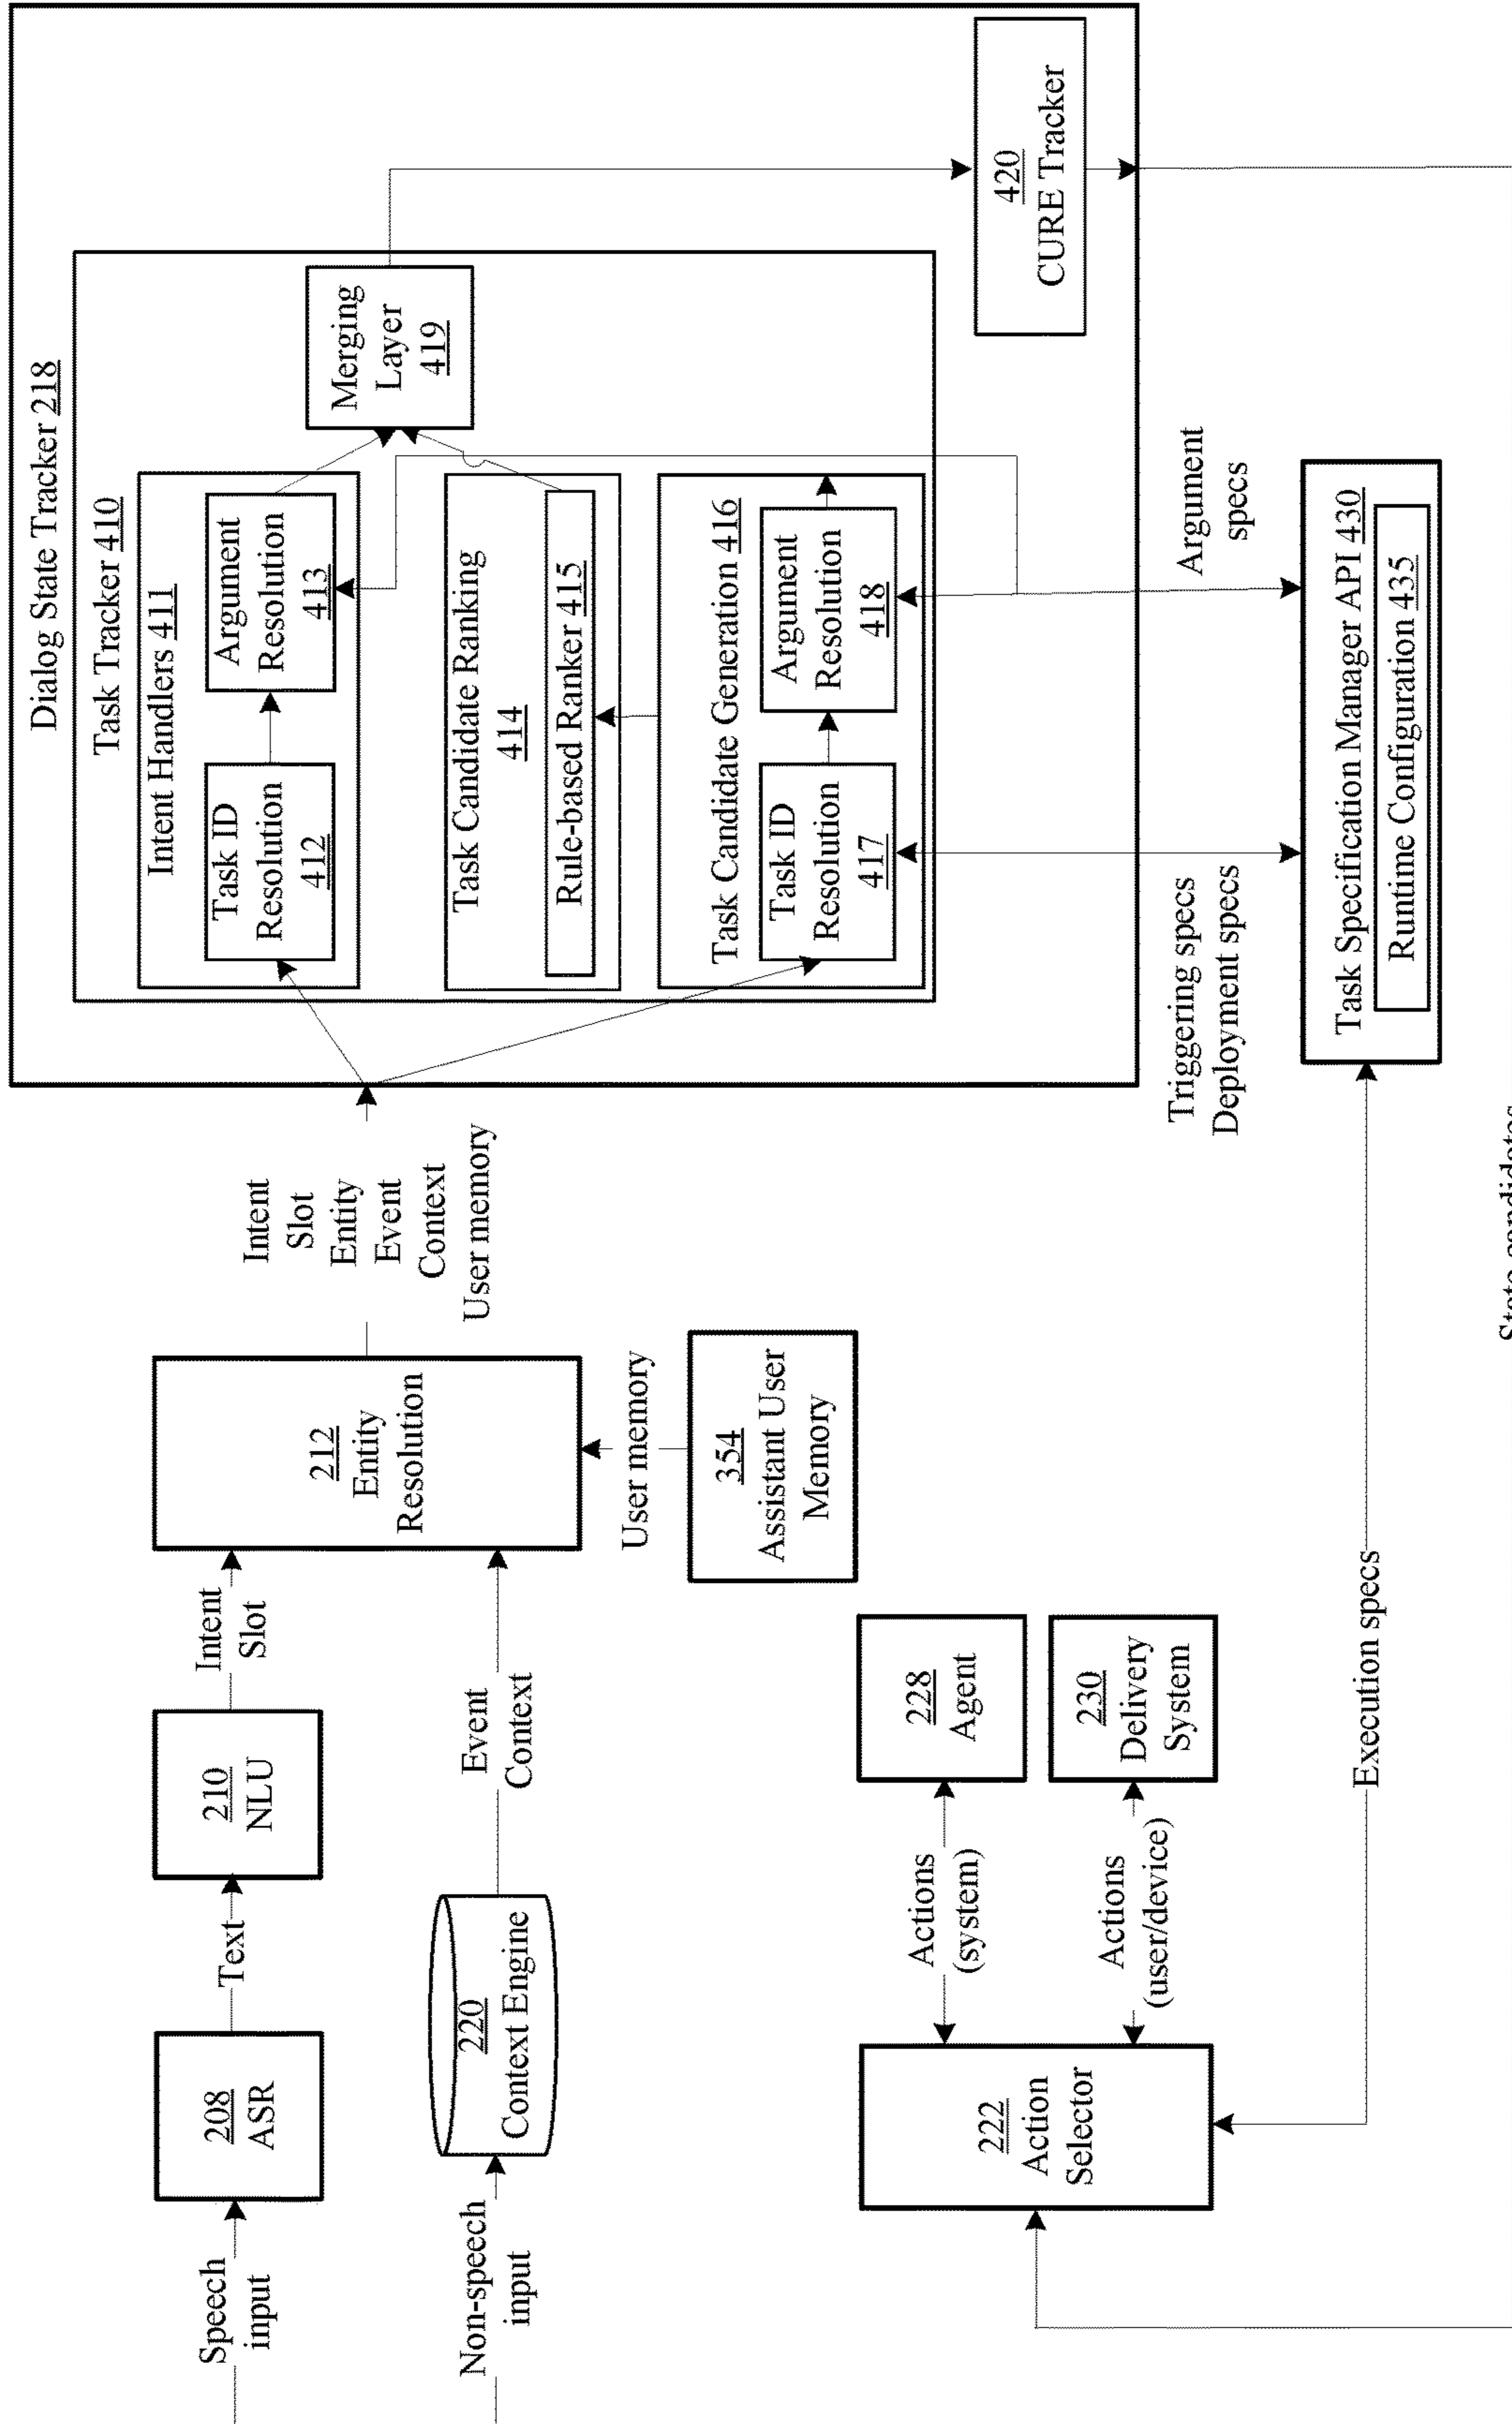 Speech
input
208
ASR
Text
210
NLU
Intent
Slot
Non-speech
input
220
Context Engine
Event
Context
212
Entity
Resolution
User memory
354
Assistant User
Memory
Intent
Slot
Entity
Event
Context
User memory
Dialog State Tracker 218
Task Tracker 410
Intent Handlers 411
Task ID
Resolution
412
Argument
Resolution
413
Merging
Layer
419
Task Candidate Ranking
414
Rule-based Ranker 415
Task Candidate Generation 416
Task ID
Resolution
417
Argument
Resolution
418
420
CURE Tracker
Triggering specs
Deployment specs
Argument
specs
Task Specification Manager API 430
Runtime Configuration 435
222
Action
Selector
Actions
(system)
228
Agent
Actions
(user/device)
230
Delivery
System
Execution specs
State candidates